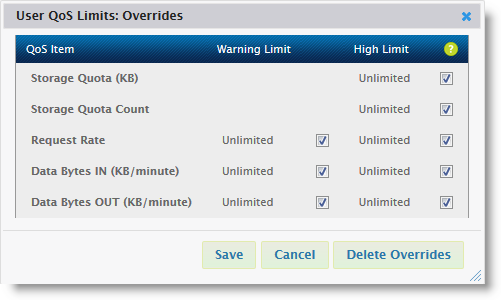 User QoS Limits: Overrides
QoS Item Warning Limit High Limit ?
Storage Quota (KB) Unlimited
Storage Quota Count Unlimited
Request Rate Unlimited Unlimited
Data Bytes IN (KB/minute) Unlimited Unlimited
Data Bytes OUT (KB/minute) Unlimited Unlimited
Save Cancel Delete Overrides